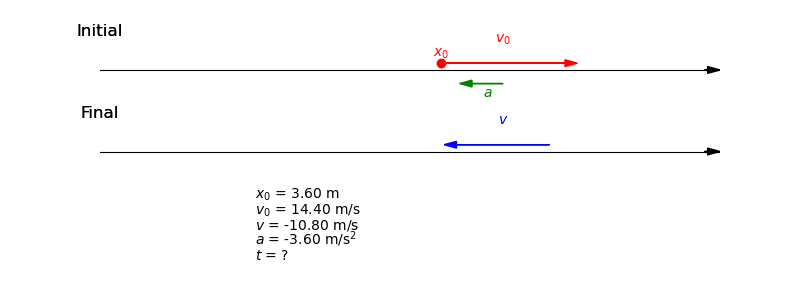 Initial
v₀
x₀
a
Final
v
x₀ = 3.60 m
v₀ = 14.40 m/s
v = -10.80 m/s
a = -3.60 m/s²
t = ?